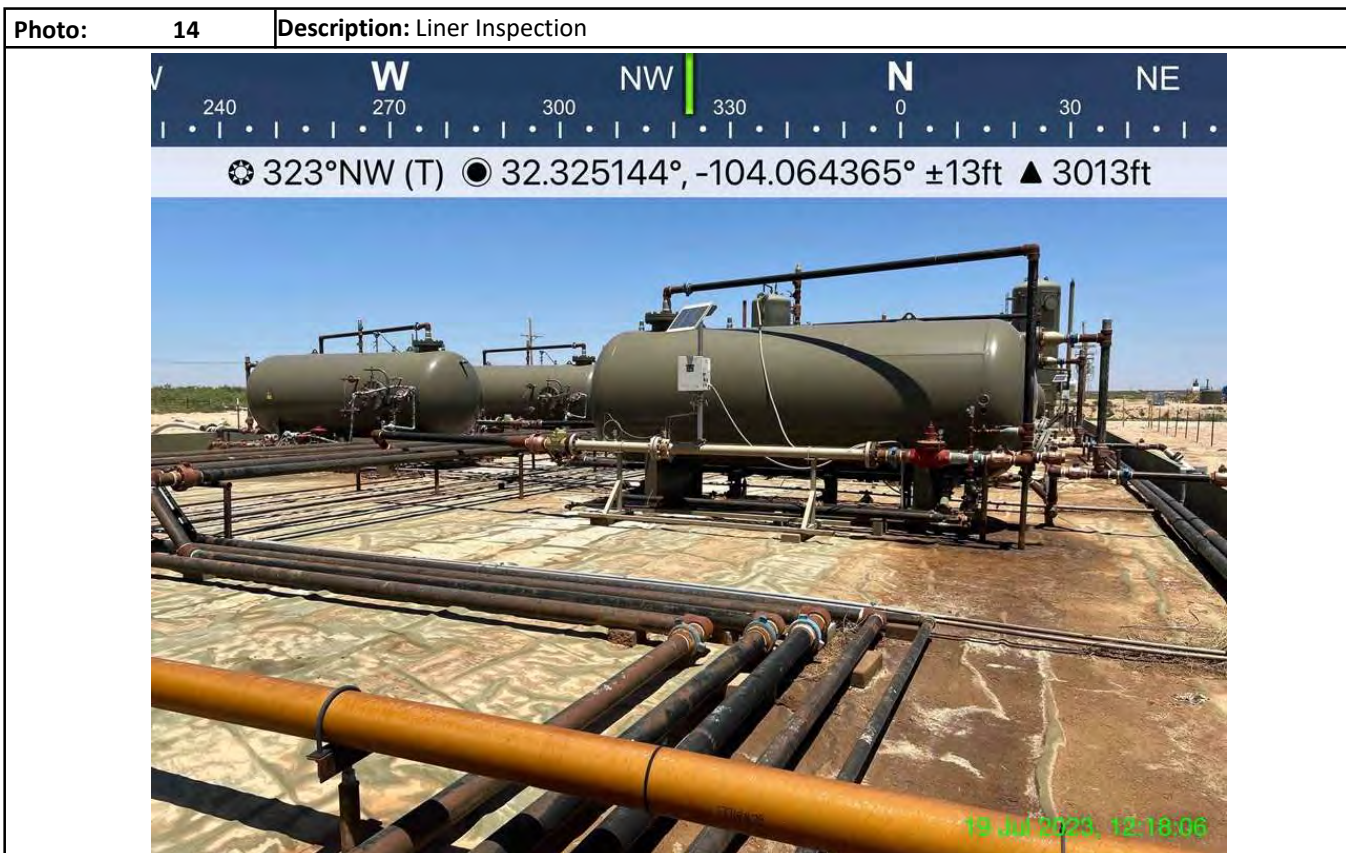 Photo: 14 Description: Liner Inspection
W NW N NE
240 270 300 330 0 30
323°NW (T) 32.325144°, -104.064365° ±13ft ▲ 3013ft
19 Jul 2023, 12:18:06